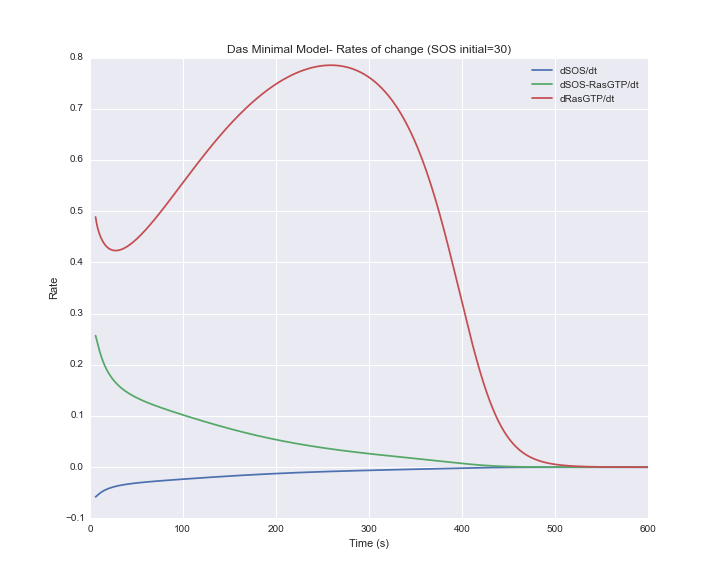 Das Minimal Model- Rates of change (SOS initial=30)
dSOS/dt
dSOS-RasGTP/dt
dRasGTP/dt
0.8
0.7
0.6
0.5
0.4
0.3
0.2
0.1
0.0
−0.1
Rate
0 100 200 300 400 500 600
Time (s)